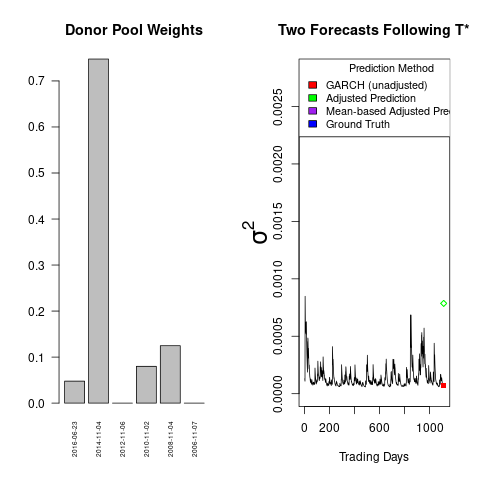 Donor Pool Weights
0.7
0.6
0.5
0.4
0.3
0.2
0.1
0.0
2016-06-23
2014-11-04
2012-11-06
2010-11-02
2008-11-04
2006-11-07
Two Forecasts Following T*
Prediction Method
GARCH (unadjusted)
Adjusted Prediction
Mean-based Adjusted Pre
Ground Truth
σ2
0.0025
0.0020
0.0015
0.0010
0.0005
0.0000
0 200 600 1000
Trading Days